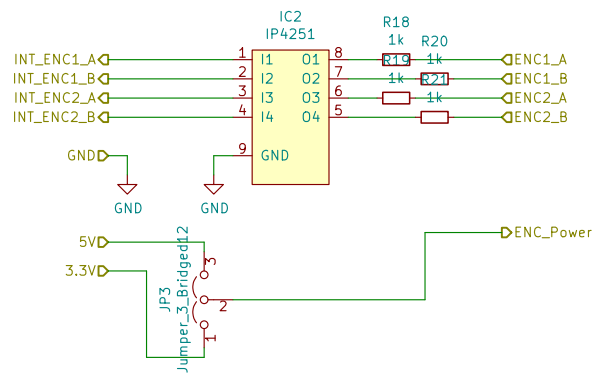 IC2
IP4251
R18
1k
R20
1k
INT_ENC1_A
1
I1
O1
8
ENC1_A
R19
1k
INT_ENC1_B
2
I2
O2
7
ENC1_B
R21
1k
INT_ENC2_A
3
I3
O3
6
ENC2_A
INT_ENC2_B
4
I4
O4
5
ENC2_B
GND
9
GND
GND
GND
5V
3.3V
JP3
Jumper_3_Bridged12
3
2
1
ENC_Power